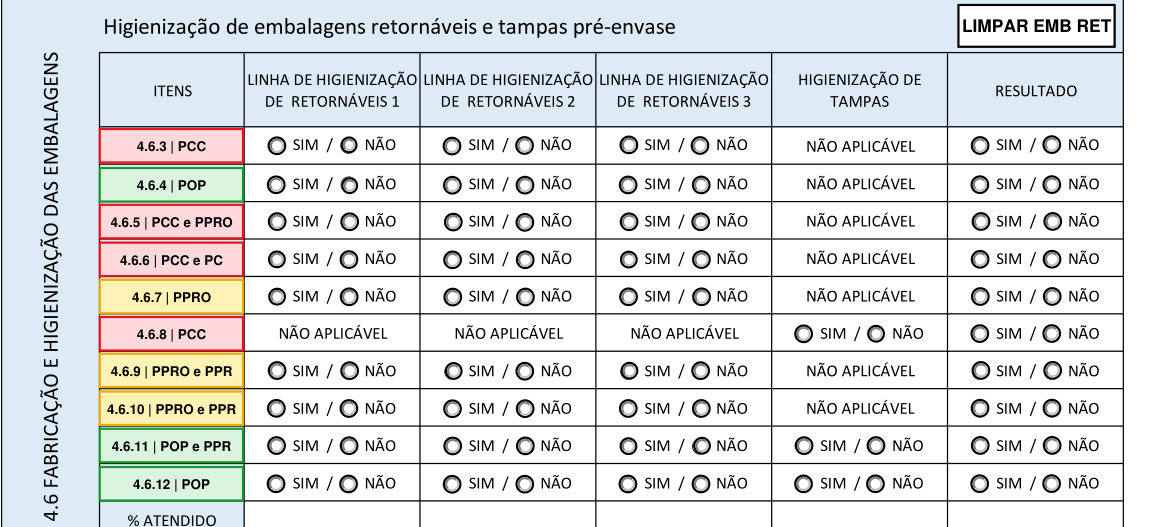 Higienização de embalagens retornáveis e tampas pré-envase
LIMPAR EMB RET
4.6 FABRICAÇÃO E HIGIENIZAÇÃO DAS EMBALAGENS
ITENS
LINHA DE HIGIENIZAÇÃO
DE RETORNÁVEIS 1
LINHA DE HIGIENIZAÇÃO
DE RETORNÁVEIS 2
LINHA DE HIGIENIZAÇÃO
DE RETORNÁVEIS 3
HIGIENIZAÇÃO DE
TAMPAS
RESULTADO
4.6.3 | PCC SIM / NÃO SIM / NÃO SIM / NÃO NÃO APLICÁVEL SIM / NÃO
4.6.4 | POP SIM / NÃO SIM / NÃO SIM / NÃO NÃO APLICÁVEL SIM / NÃO
4.6.5 | PCC e PPRO SIM / NÃO SIM / NÃO SIM / NÃO NÃO APLICÁVEL SIM / NÃO
4.6.6 | PCC e PC SIM / NÃO SIM / NÃO SIM / NÃO NÃO APLICÁVEL SIM / NÃO
4.6.7 | PPRO SIM / NÃO SIM / NÃO SIM / NÃO NÃO APLICÁVEL SIM / NÃO
4.6.8 | PCC NÃO APLICÁVEL NÃO APLICÁVEL NÃO APLICÁVEL SIM / NÃO SIM / NÃO
4.6.9 | PPRO e PPR SIM / NÃO SIM / NÃO SIM / NÃO NÃO APLICÁVEL SIM / NÃO
4.6.10 | PPRO e PPR SIM / NÃO SIM / NÃO SIM / NÃO NÃO APLICÁVEL SIM / NÃO
4.6.11 | POP e PPR SIM / NÃO SIM / NÃO SIM / NÃO SIM / NÃO SIM / NÃO
4.6.12 | POP SIM / NÃO SIM / NÃO SIM / NÃO SIM / NÃO SIM / NÃO
% ATENDIDO